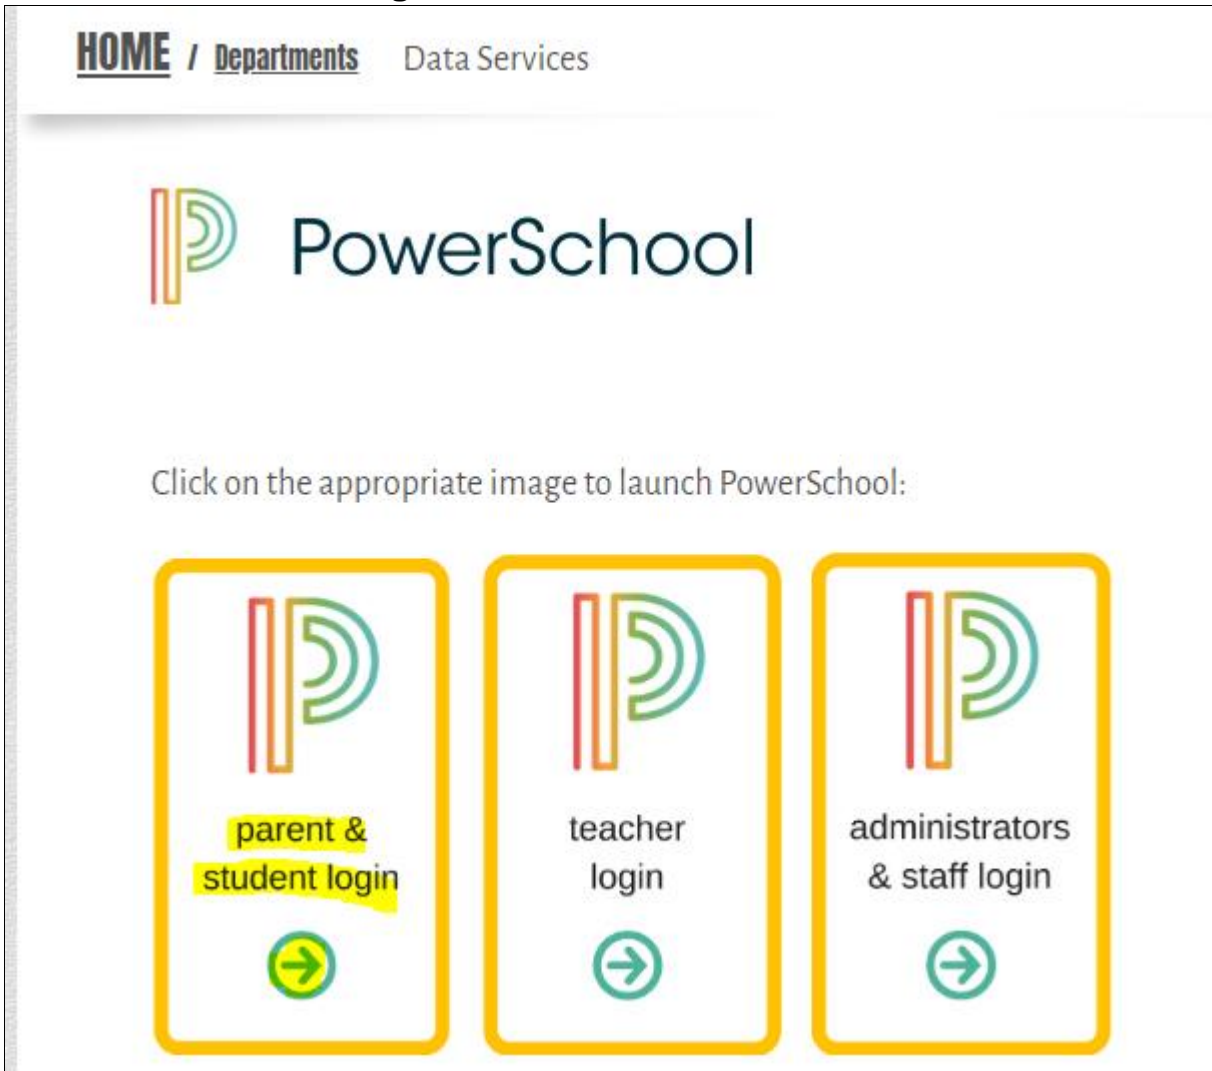 HOME / Departments Data Services
PowerSchool
Click on the appropriate image to launch PowerSchool:
parent &
student login
teacher
login
administrators
& staff login